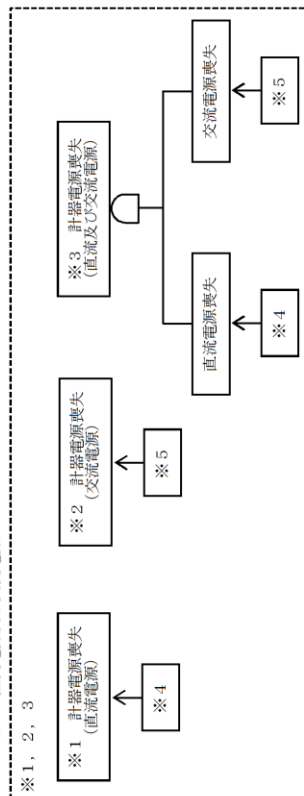 ※1, 2, 3
※1 計器電源喪失
(直流電源)
※4
※2 計器電源喪失
(交流電源)
※5
※3 計器電源喪失
(直流及び交流電源)
直流電源喪失
※4
交流電源喪失
※5